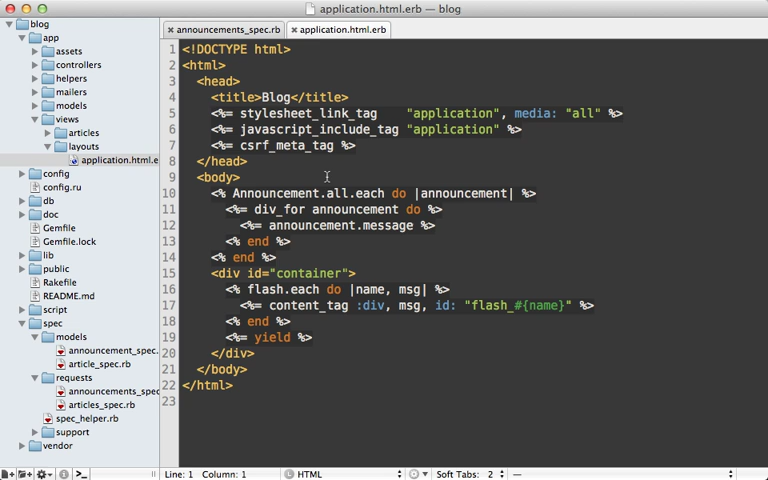 application.html.erb — blog
blog
app
assets
controllers
helpers
mailers
models
views
articles
layouts
application.html.e
config
config.ru
db
doc
Gemfile
Gemfile.lock
lib
public
Rakefile
README.md
script
spec
models
announcement_spec.
article_spec.rb
requests
announcements_spec
articles_spec.rb
spec_helper.rb
support
vendor
announcements_spec.rb application.html.erb
1 <!DOCTYPE html>
2 <html>
3 <head>
4 <title>Blog</title>
5 <%= stylesheet_link_tag    "application", media: "all" %>
6 <%= javascript_include_tag "application" %>
7 <%= csrf_meta_tag %>
8 </head>
9 <body>
10 <% Announcement.all.each do |announcement| %>
11 <%= div_for announcement do %>
12 <%= announcement.message %>
13 <% end %>
14 <% end %>
15 <div id="container">
16 <% flash.each do |name, msg| %>
17 <%= content_tag :div, msg, id: "flash_#{name}" %>
18 <% end %>
19 <%= yield %>
20 </div>
21 </body>
22 </html>
23
Line: 1 Column: 1 HTML Soft Tabs: 2 —